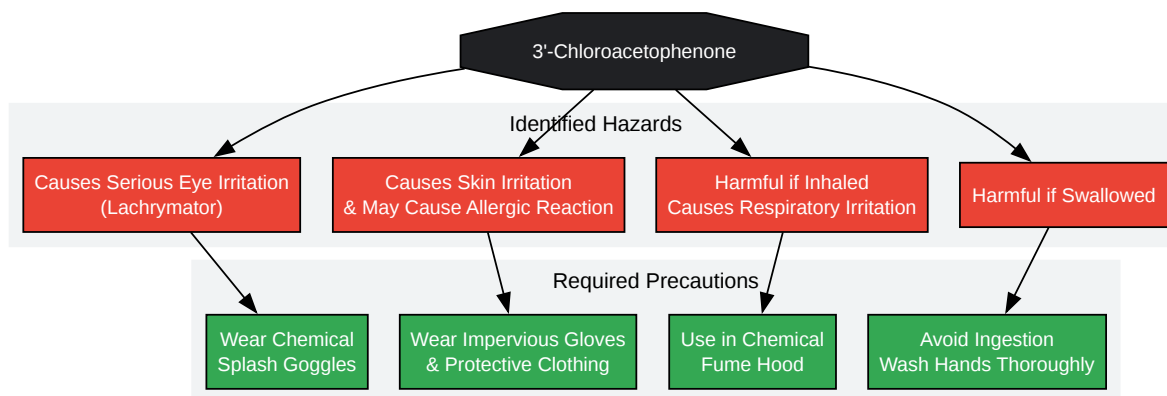 3'-Chloroacetophenone
Identified Hazards
Causes Serious Eye Irritation
(Lachrymator)
Causes Skin Irritation
& May Cause Allergic Reaction
Harmful if Inhaled
Causes Respiratory Irritation
Harmful if Swallowed
Required Precautions
Wear Chemical
Splash Goggles
Wear Impervious Gloves
& Protective Clothing
Use in Chemical
Fume Hood
Avoid Ingestion
Wash Hands Thoroughly